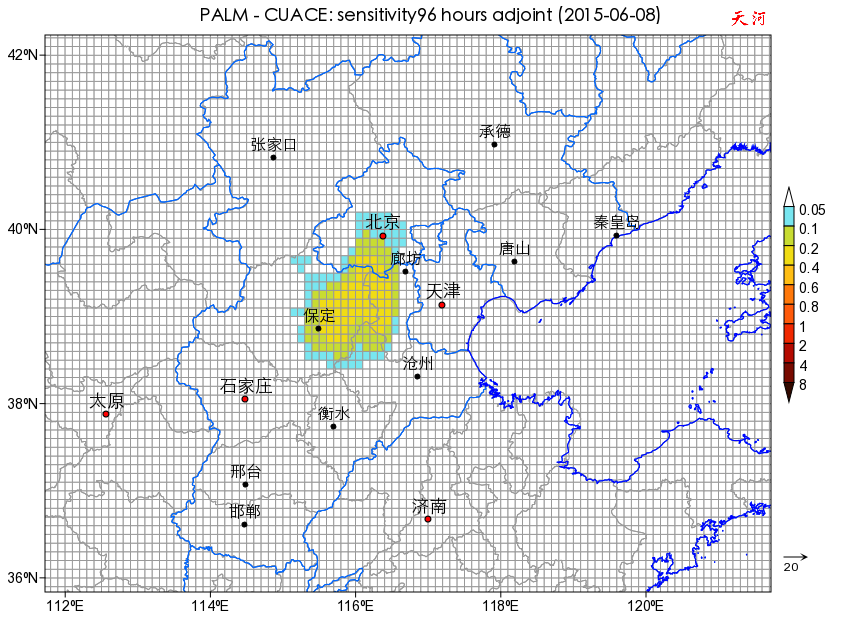 PALM - CUACE: sensitivity96 hours adjoint (2015-06-08)
天河
42°N
承德
张家口
0.05
40°N
北京
秦皇岛
0.1
0.2
廊坊
唐山
0.4
天津
0.6
保定
0.8
1
2
沧州
4
石家庄
8
38°N
太原
衡水
邢台
济南
邯郸
20
36°N
112°E
114°E
116°E
118°E
120°E